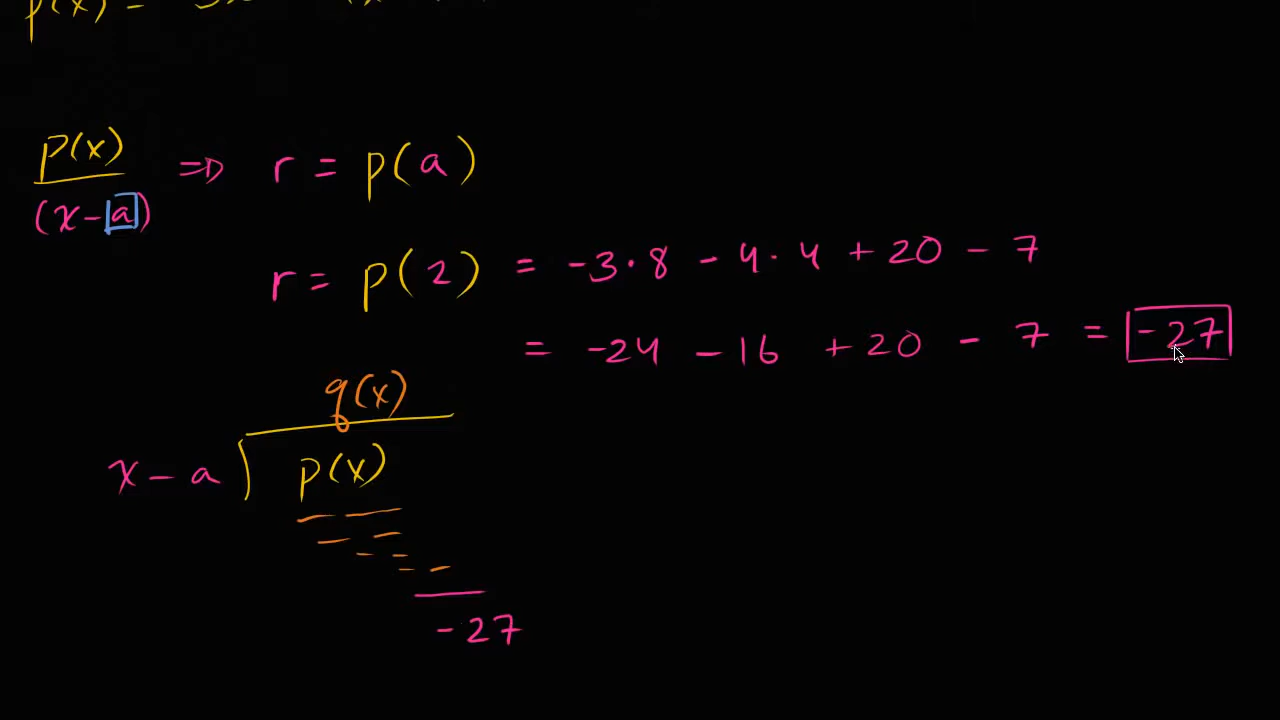 p(x) =
p(x)/(x-a) ⇒ r = p(a)
r = p(2) = -3·8 - 4·4 + 20 - 7
= -24 - 16 + 20 - 7 = -27
q(x)
x - a ) p(x)
-27